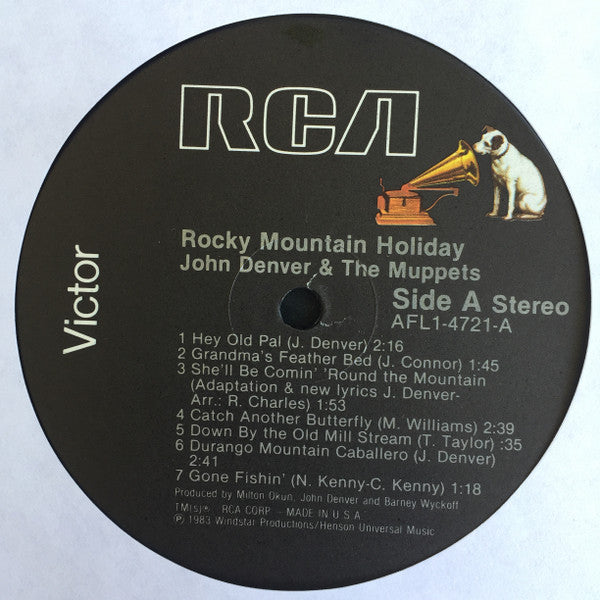 RCA
Victor
Rocky Mountain Holiday
John Denver & The Muppets
Side A Stereo
AFL1-4721-A
1 Hey Old Pal (J. Denver) 2:16
2 Grandma's Feather Bed (J. Connor) 1:45
3 She'll Be Comin' 'Round the Mountain
(Adaptation & new lyrics J. Denver-
Arr.: R. Charles) 1:53
4 Catch Another Butterfly (M. Williams) 2:39
5 Down By the Old Mill Stream (T. Taylor) :35
6 Durango Mountain Caballero (J. Denver)
2:41
7 Gone Fishin' (N. Kenny-C. Kenny) 1:18
Produced by Milton Okun, John Denver and Barney Wyckoff
TM(s)® RCA CORP – MADE IN U.S.A.
℗ 1983 Windstar Productions/Henson Universal Music